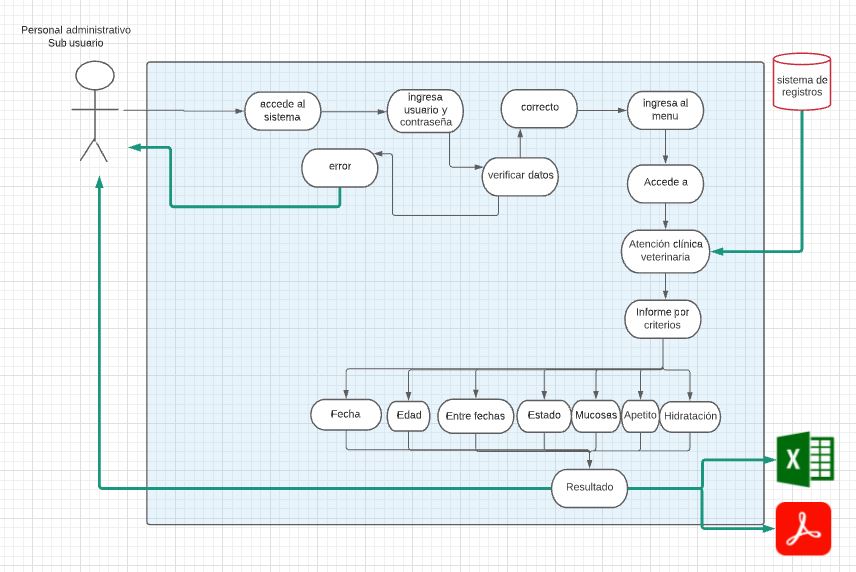 Personal administrativo
Sub usuario
accede al
sistema
ingresa
usuario y
contraseña
correcto
ingresa al
menu
sistema de
registros
error
verificar datos
Accede a
Atención clínica
veterinaria
Informe por
criterios
Fecha
Edad
Entre fechas
Estado
Mucosas
Apetito
Hidratación
Resultado
X